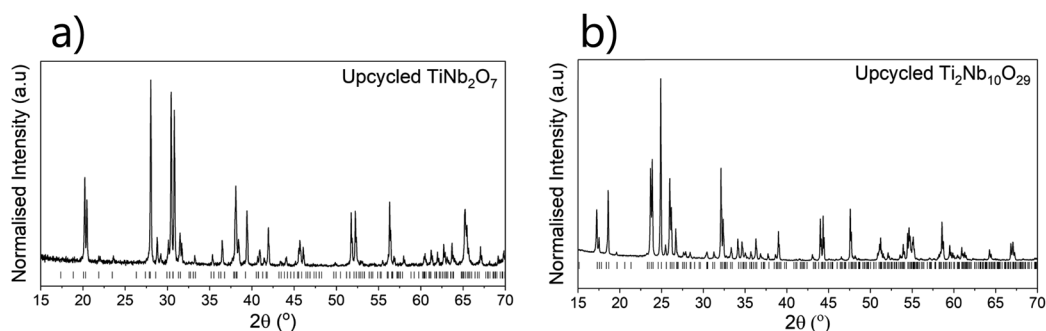 a)
Upcycled TiNb₂O₇
Normalised Intensity (a.u)
15 20 25 30 35 40 45 50 55 60 65 70
2θ (°)
b)
Upcycled Ti₂Nb₁₀O₂₉
Normalised Intensity (a.u)
15 20 25 30 35 40 45 50 55 60 65 70
2θ (°)